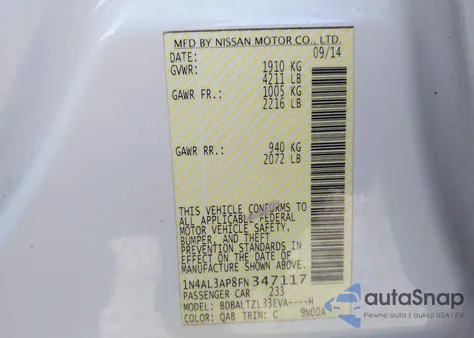 MFD BY NISSAN MOTOR CO., LTD.
DATE: 09/14
GVWR: 1910 KG
4211 LB
GAWR FR.: 1005 KG
2216 LB
GAWR RR.: 940 KG
2072 LB
THIS VEHICLE CONFORMS TO
ALL APPLICABLE FEDERAL
MOTOR VEHICLE SAFETY,
BUMPER, AND THEFT
PREVENTION STANDARDS IN
EFFECT ON THE DATE OF
MANUFACTURE SHOWN ABOVE.
1N4AL3AP8FN347117
PASSENGER CAR 233
MODEL: BDBALTZL33EVA----H
COLOR: QAB TRIM: C 9N00A
autoSnap
Pewne auto z USA i Europy